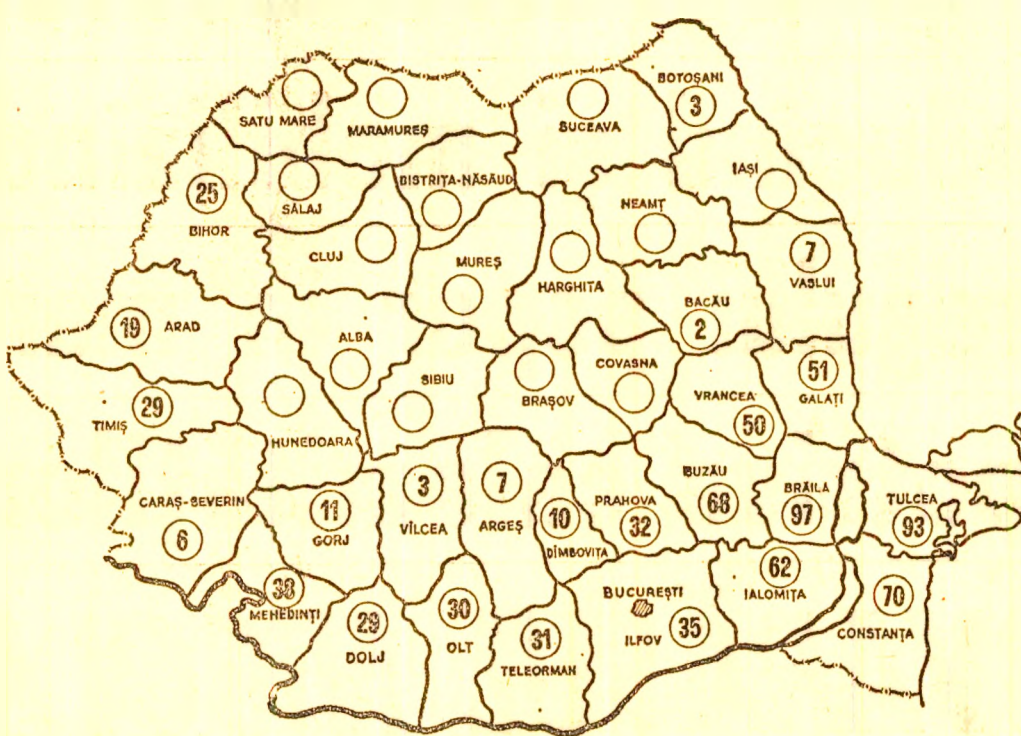 SATU MARE
MARAMUREȘ
SUCEAVA
BOTOȘANI
3
IAȘI
25
BIHOR
SĂLAJ
BISTRIȚA-NĂSĂUD
CLUJ
MUREȘ
HARGHITA
NEAMȚ
7
VASLUI
BACĂU
2
19
ARAD
ALBA
SIBIU
BRAȘOV
COVASNA
VRANCEA
50
51
GALAȚI
29
TIMIȘ
HUNEDOARA
CARAȘ-SEVERIN
6
11
GORJ
3
VÎLCEA
7
ARGEȘ
10
DÎMBOVIȚA
PRAHOVA
32
BUZĂU
68
BRĂILA
97
TULCEA
93
38
MEHEDINȚI
29
DOLJ
30
OLT
31
TELEORMAN
BUCUREȘTI
ILFOV
35
62
IALOMIȚA
70
CONSTANȚA